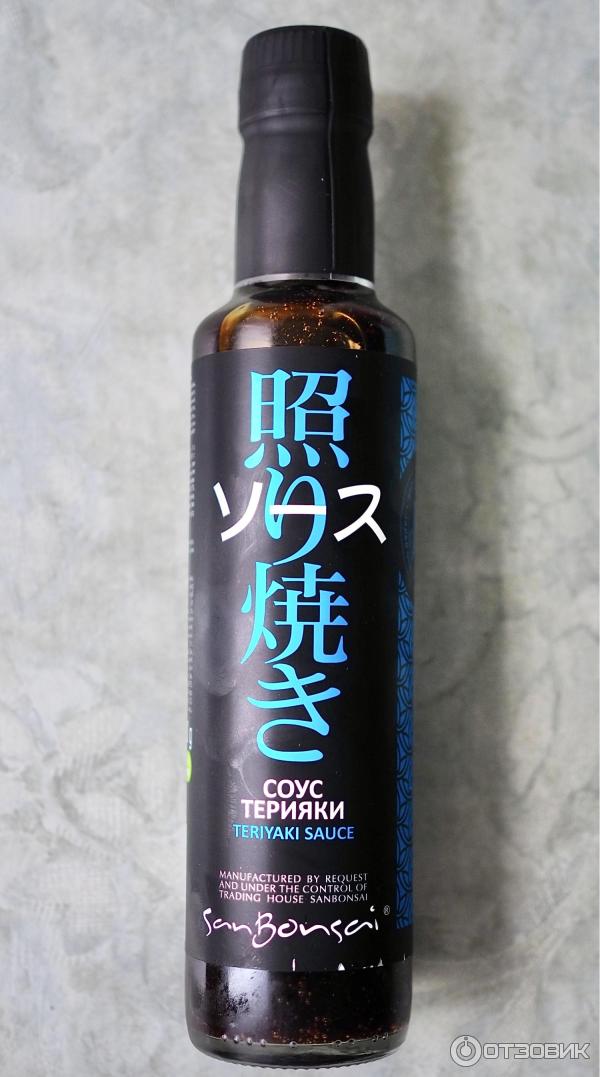 照り焼き
ソース
СОУС
ТЕРИЯКИ
TERIYAKI SAUCE
MANUFACTURED BY REQUEST
AND UNDER THE CONTROL OF
TRADING HOUSE SANBONSAI
SanBonsai®
ОТЗОВИК